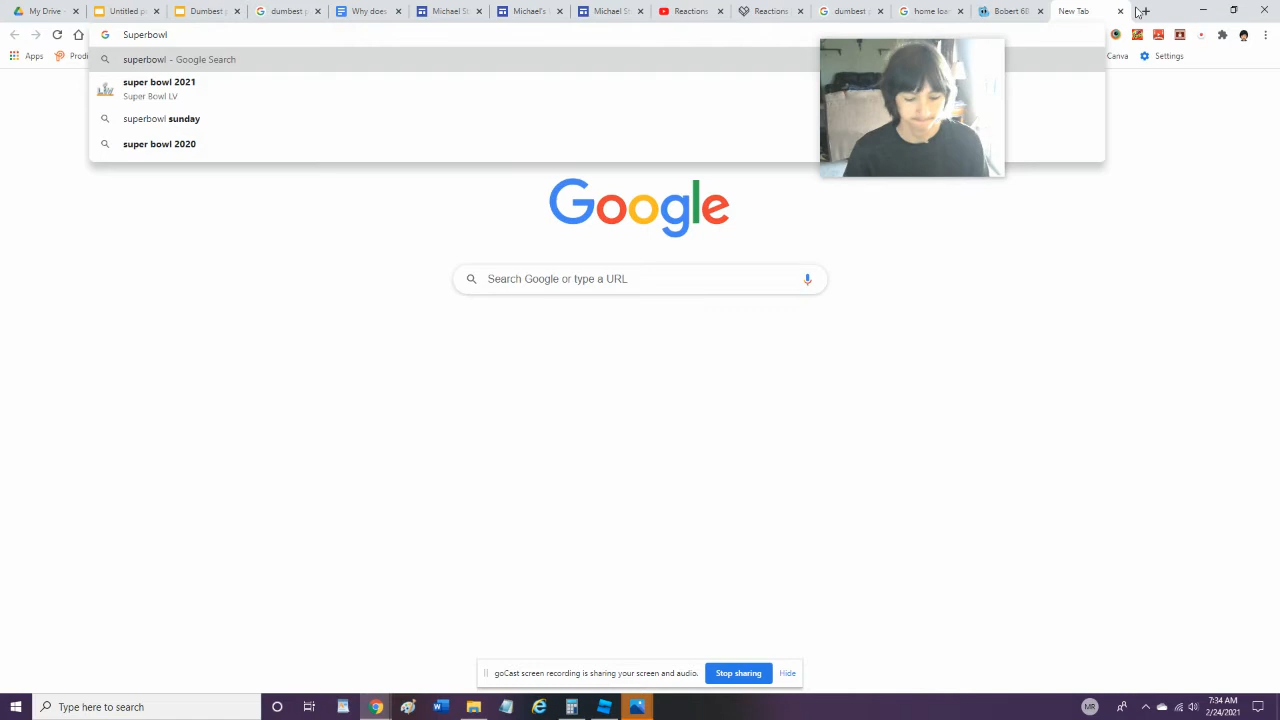 My Drive -
Untitled p
Dumbest p
dumbest p
Why does
Michael S
Michael's
Michael S
Reactions
Reactions
dumbest p
home loa
Bobert 68
New Tab
Superbowl
superbowl - Google Search
super bowl 2021
Super Bowl LV
superbowl sunday
super bowl 2020
Apps
Prod
Canva
Settings
Google
Search Google or type a URL
goCast screen recording is sharing your screen and audio.
Stop sharing
Hide
Type here to search
MR
7:34 AM
2/24/2021